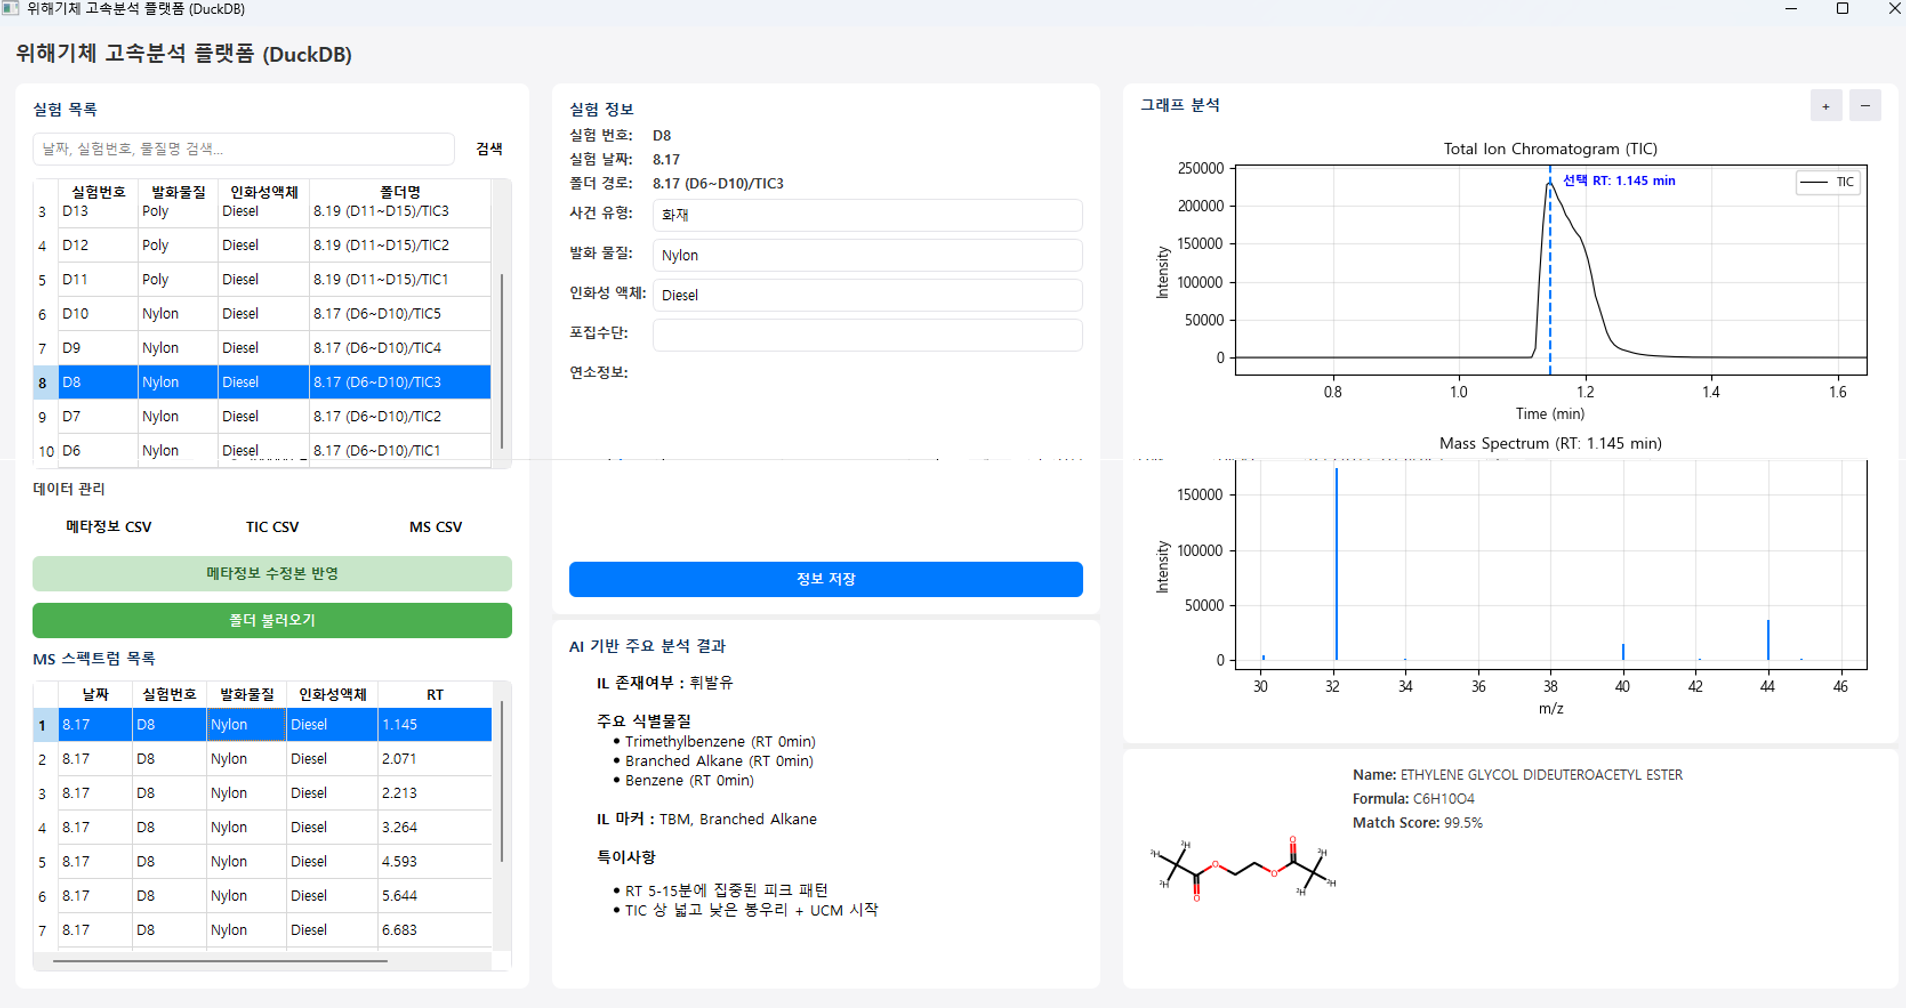 위해기체 고속분석 플랫폼 (DuckDB)
위해기체 고속분석 플랫폼 (DuckDB)
실험 목록
날짜, 실험번호, 물질명 검색...
검색
실험번호 발화물질 인화성액체 폴더명
3 D13 Poly Diesel 8.19 (D11~D15)/TIC3
4 D12 Poly Diesel 8.19 (D11~D15)/TIC2
5 D11 Poly Diesel 8.19 (D11~D15)/TIC1
6 D10 Nylon Diesel 8.17 (D6~D10)/TIC5
7 D9 Nylon Diesel 8.17 (D6~D10)/TIC4
8 D8 Nylon Diesel 8.17 (D6~D10)/TIC3
9 D7 Nylon Diesel 8.17 (D6~D10)/TIC2
10 D6 Nylon Diesel 8.17 (D6~D10)/TIC1
데이터 관리
메타정보 CSV TIC CSV MS CSV
메타정보 수정본 반영
폴더 불러오기
MS 스펙트럼 목록
날짜 실험번호 발화물질 인화성액체 RT
1 8.17 D8 Nylon Diesel 1.145
2 8.17 D8 Nylon Diesel 2.071
3 8.17 D8 Nylon Diesel 2.213
4 8.17 D8 Nylon Diesel 3.264
5 8.17 D8 Nylon Diesel 4.593
6 8.17 D8 Nylon Diesel 5.644
7 8.17 D8 Nylon Diesel 6.683
실험 정보
실험 번호: D8
실험 날짜: 8.17
폴더 경로: 8.17 (D6~D10)/TIC3
사건 유형: 화재
발화 물질: Nylon
인화성 액체: Diesel
포집수단:
연소정보:
정보 저장
AI 기반 주요 분석 결과
IL 존재여부 : 휘발유
주요 식별물질
• Trimethylbenzene (RT 0min)
• Branched Alkane (RT 0min)
• Benzene (RT 0min)
IL 마커 : TBM, Branched Alkane
특이사항
• RT 5-15분에 집중된 피크 패턴
• TIC 상 넓고 낮은 봉우리 + UCM 시작
그래프 분석
+ −
Total Ion Chromatogram (TIC)
선택 RT: 1.145 min
TIC
Intensity
250000
200000
150000
100000
50000
0
0.8 1.0 1.2 1.4 1.6
Time (min)
Mass Spectrum (RT: 1.145 min)
Intensity
150000
100000
50000
0
30 32 34 36 38 40 42 44 46
m/z
Name: ETHYLENE GLYCOL DIDEUTEROACETYL ESTER
Formula: C6H10O4
Match Score: 99.5%
²H ²H ²H O O O O ²H ²H ²H